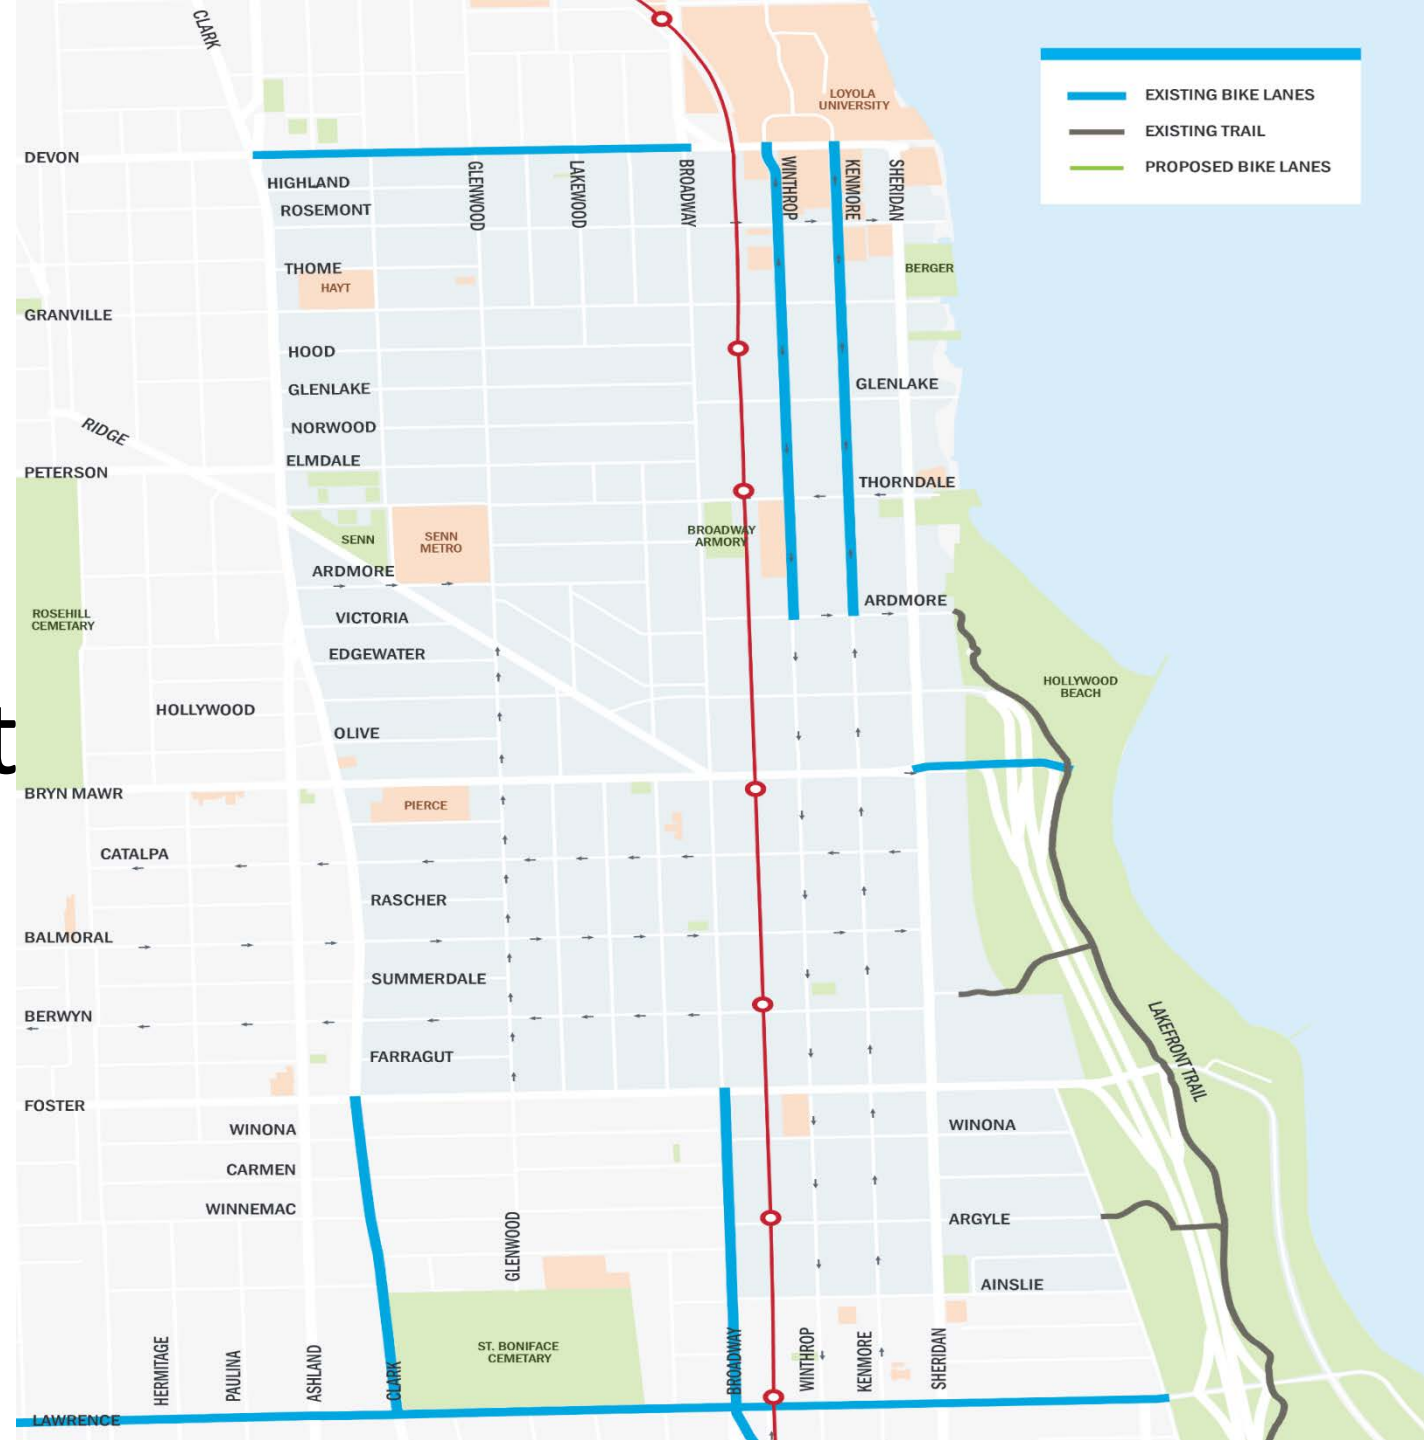 CLARK
LOYOLA
UNIVERSITY
EXISTING BIKE LANES
EXISTING TRAIL
PROPOSED BIKE LANES
DEVON
HIGHLAND
ROSEMONT
GLENWOOD
LAKEWOOD
BROADWAY
WINTHROP
KENMORE
SHERIDAN
THOME
HAYT
BERGER
GRANVILLE
HOOD
GLENLAKE
GLENLAKE
NORWOOD
RIDGE
ELMDALE
PETERSON
THORNDALE
SENN
SENN
METRO
BROADWAY
ARMORY
ARDMORE
ARDMORE
ROSEHILL
CEMETARY
VICTORIA
EDGEWATER
HOLLYWOOD
BEACH
HOLLYWOOD
t
OLIVE
BRYN MAWR
PIERCE
CATALPA
RASCHER
BALMORAL
SUMMERDALE
BERWYN
LAKEFRONT TRAIL
FARRAGUT
FOSTER
WINONA
WINONA
CARMEN
WINNEMAC
ARGYLE
GLENWOOD
AINSLIE
ST. BONIFACE
CEMETARY
HERMITAGE
PAULINA
ASHLAND
CLARK
BROADWAY
WINTHROP
KENMORE
SHERIDAN
LAWRENCE